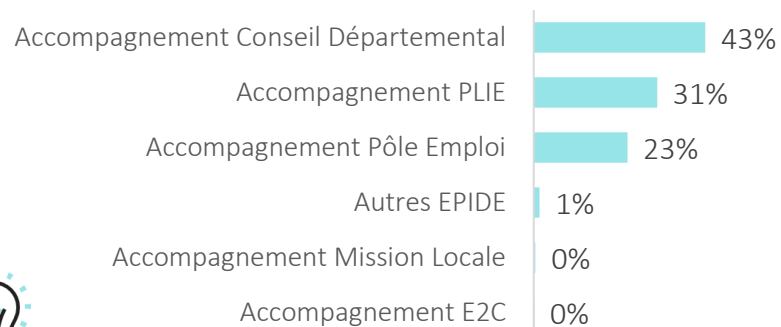 Accompagnement Conseil Départemental 43%
Accompagnement PLIE 31%
Accompagnement Pôle Emploi 23%
Autres EPIDE 1%
Accompagnement Mission Locale 0%
Accompagnement E2C 0%